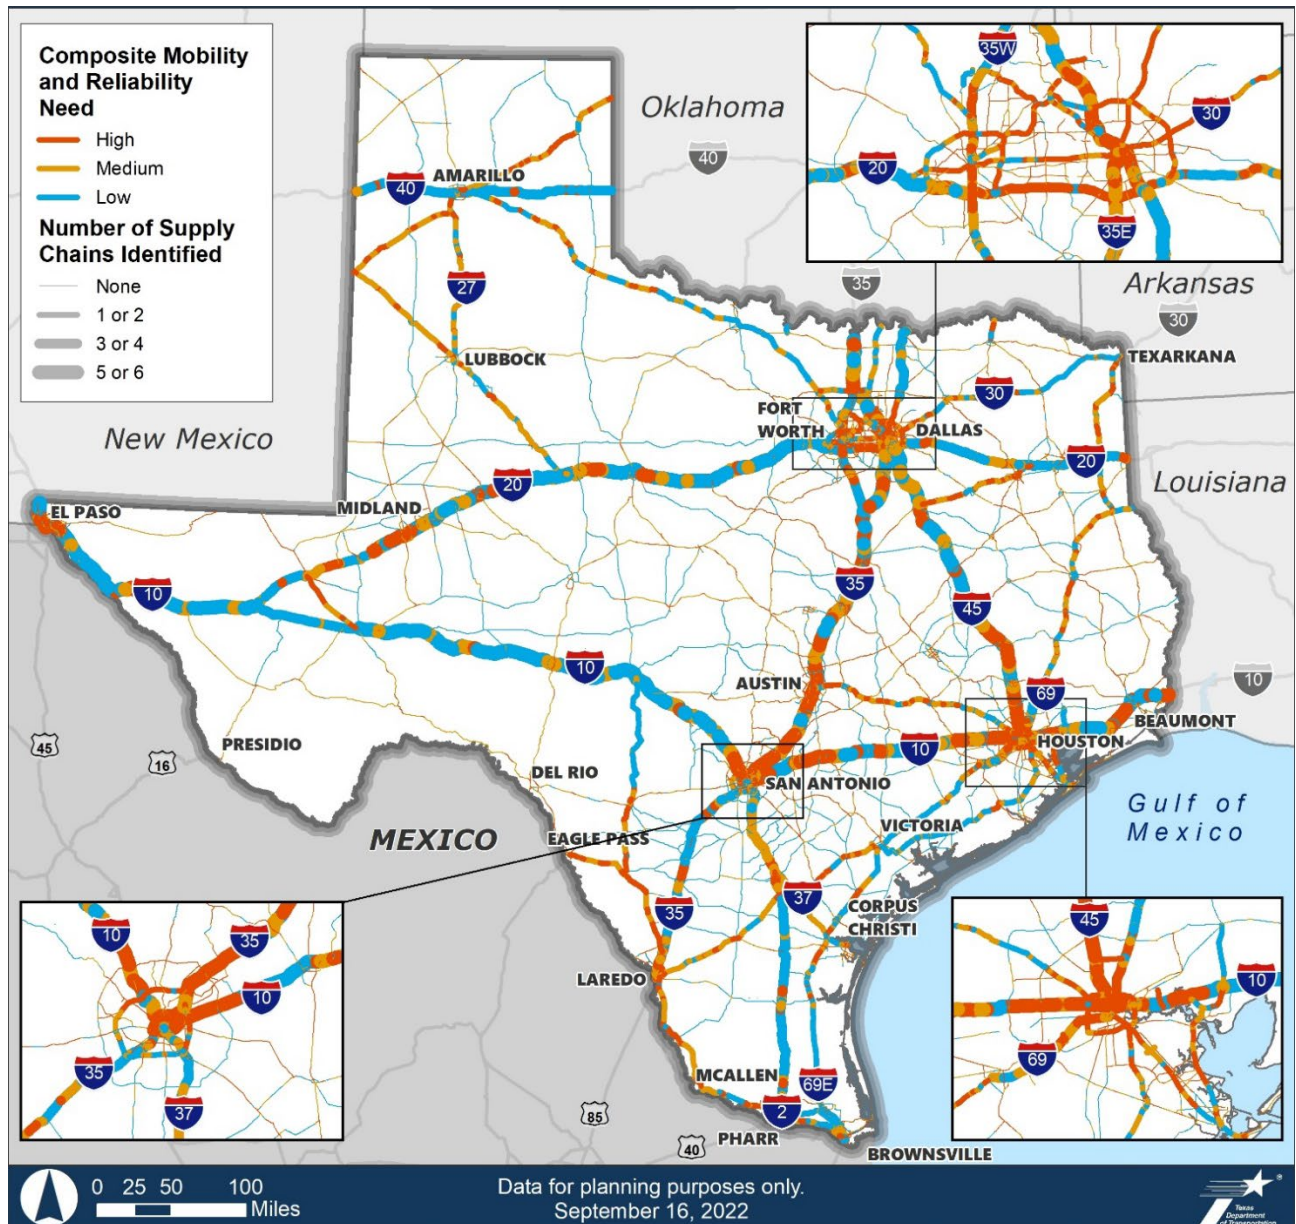 Composite Mobility
and Reliability
Need
High
Medium
Low
Number of Supply
Chains Identified
None
1 or 2
3 or 4
5 or 6
35W
30
20
35E
Oklahoma
40
40
AMARILLO
27
LUBBOCK
35
Arkansas
30
TEXARKANA
30
FORT
WORTH
DALLAS
New Mexico
20
20
Louisiana
MIDLAND
EL PASO
10
35
45
10
AUSTIN
69
10
BEAUMONT
HOUSTON
10
45
16
PRESIDIO
DEL RIO
SAN ANTONIO
Gulf of
Mexico
VICTORIA
MEXICO
EAGLE PASS
37
CORPUS
CHRISTI
35
LAREDO
MCALLEN
69E
2
PHARR
BROWNSVILLE
85
40
10
35
10
35
37
45
10
69
0 25 50 100
Miles
Data for planning purposes only.
September 16, 2022
Texas
Department
of Transportation
®